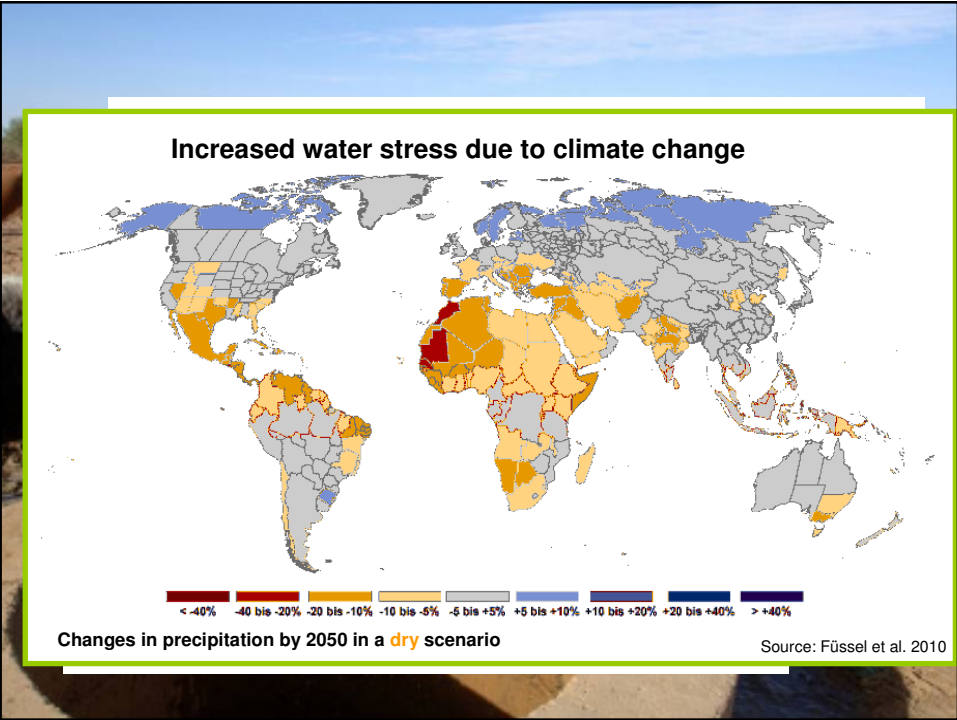 Increased water stress due to climate change
< -40% -40 bis -20% -20 bis -10% -10 bis -5% -5 bis +5% +5 bis +10% +10 bis +20% +20 bis +40% > +40%
Changes in precipitation by 2050 in a dry scenario
Source: Füssel et al. 2010